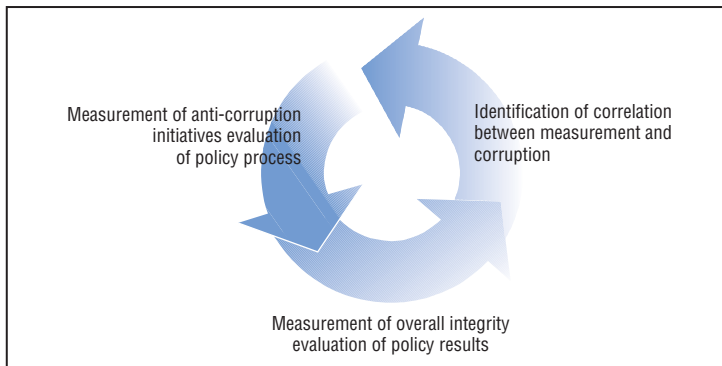 Measurement of anti-corruption
initiatives evaluation
of policy process
Identification of correlation
between measurement and
corruption
Measurement of overall integrity
evaluation of policy results